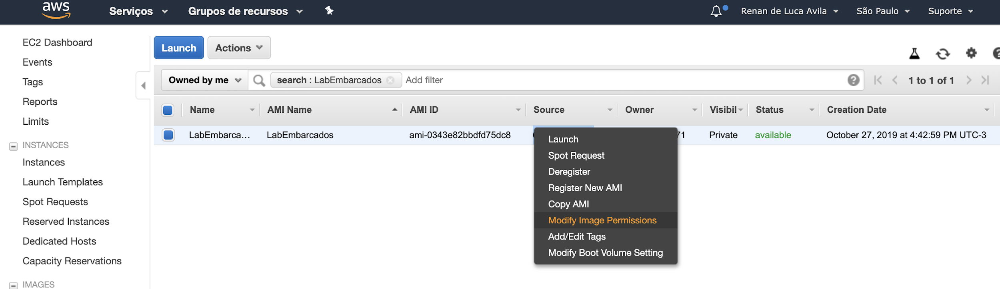 aws Serviços Grupos de recursos Renan de Luca Avila São Paulo Suporte
EC2 Dashboard
Events
Tags
Reports
Limits
INSTANCES
Instances
Launch Templates
Spot Requests
Reserved Instances
Dedicated Hosts
Capacity Reservations
IMAGES
Launch Actions
Owned by me search : LabEmbarcados Add filter 1 to 1 of 1
Name AMI Name AMI ID Source Owner Visibil Status Creation Date
LabEmbarca... LabEmbarcados ami-0343e82bbdfd75dc8 71 Private available October 27, 2019 at 4:42:59 PM UTC-3
Launch
Spot Request
Deregister
Register New AMI
Copy AMI
Modify Image Permissions
Add/Edit Tags
Modify Boot Volume Setting